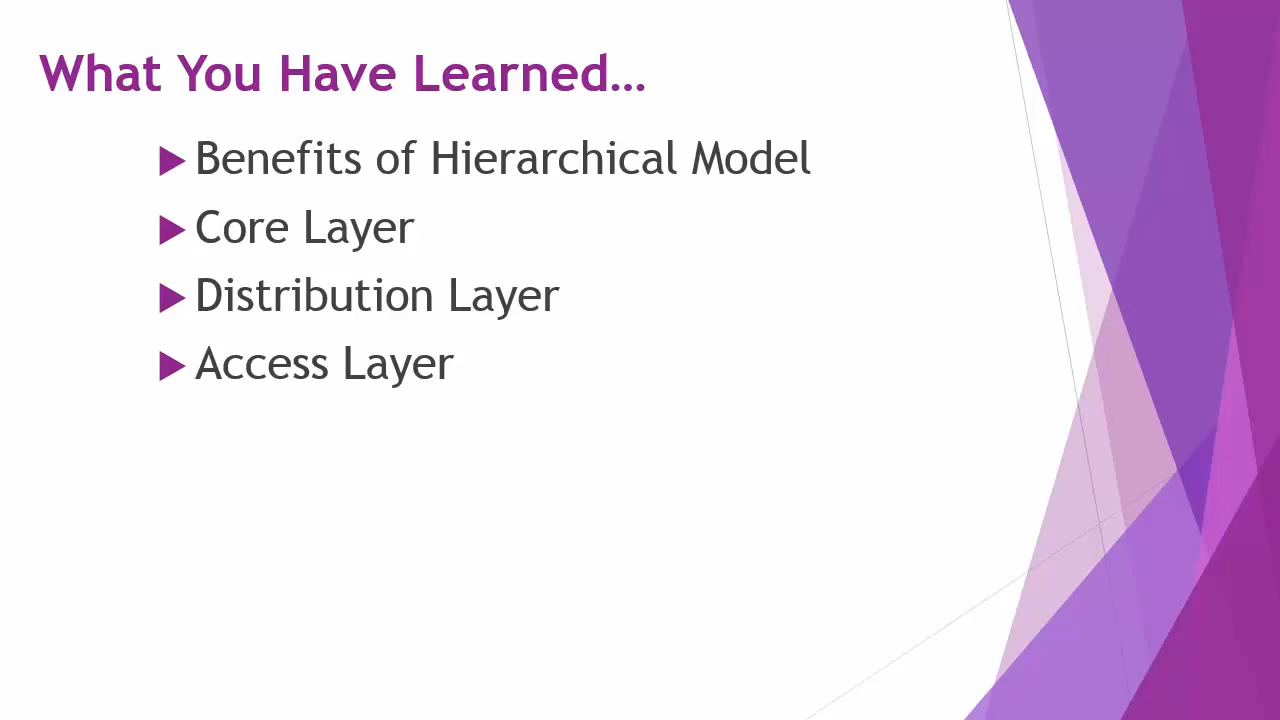 What You Have Learned…
Benefits of Hierarchical Model
Core Layer
Distribution Layer
Access Layer